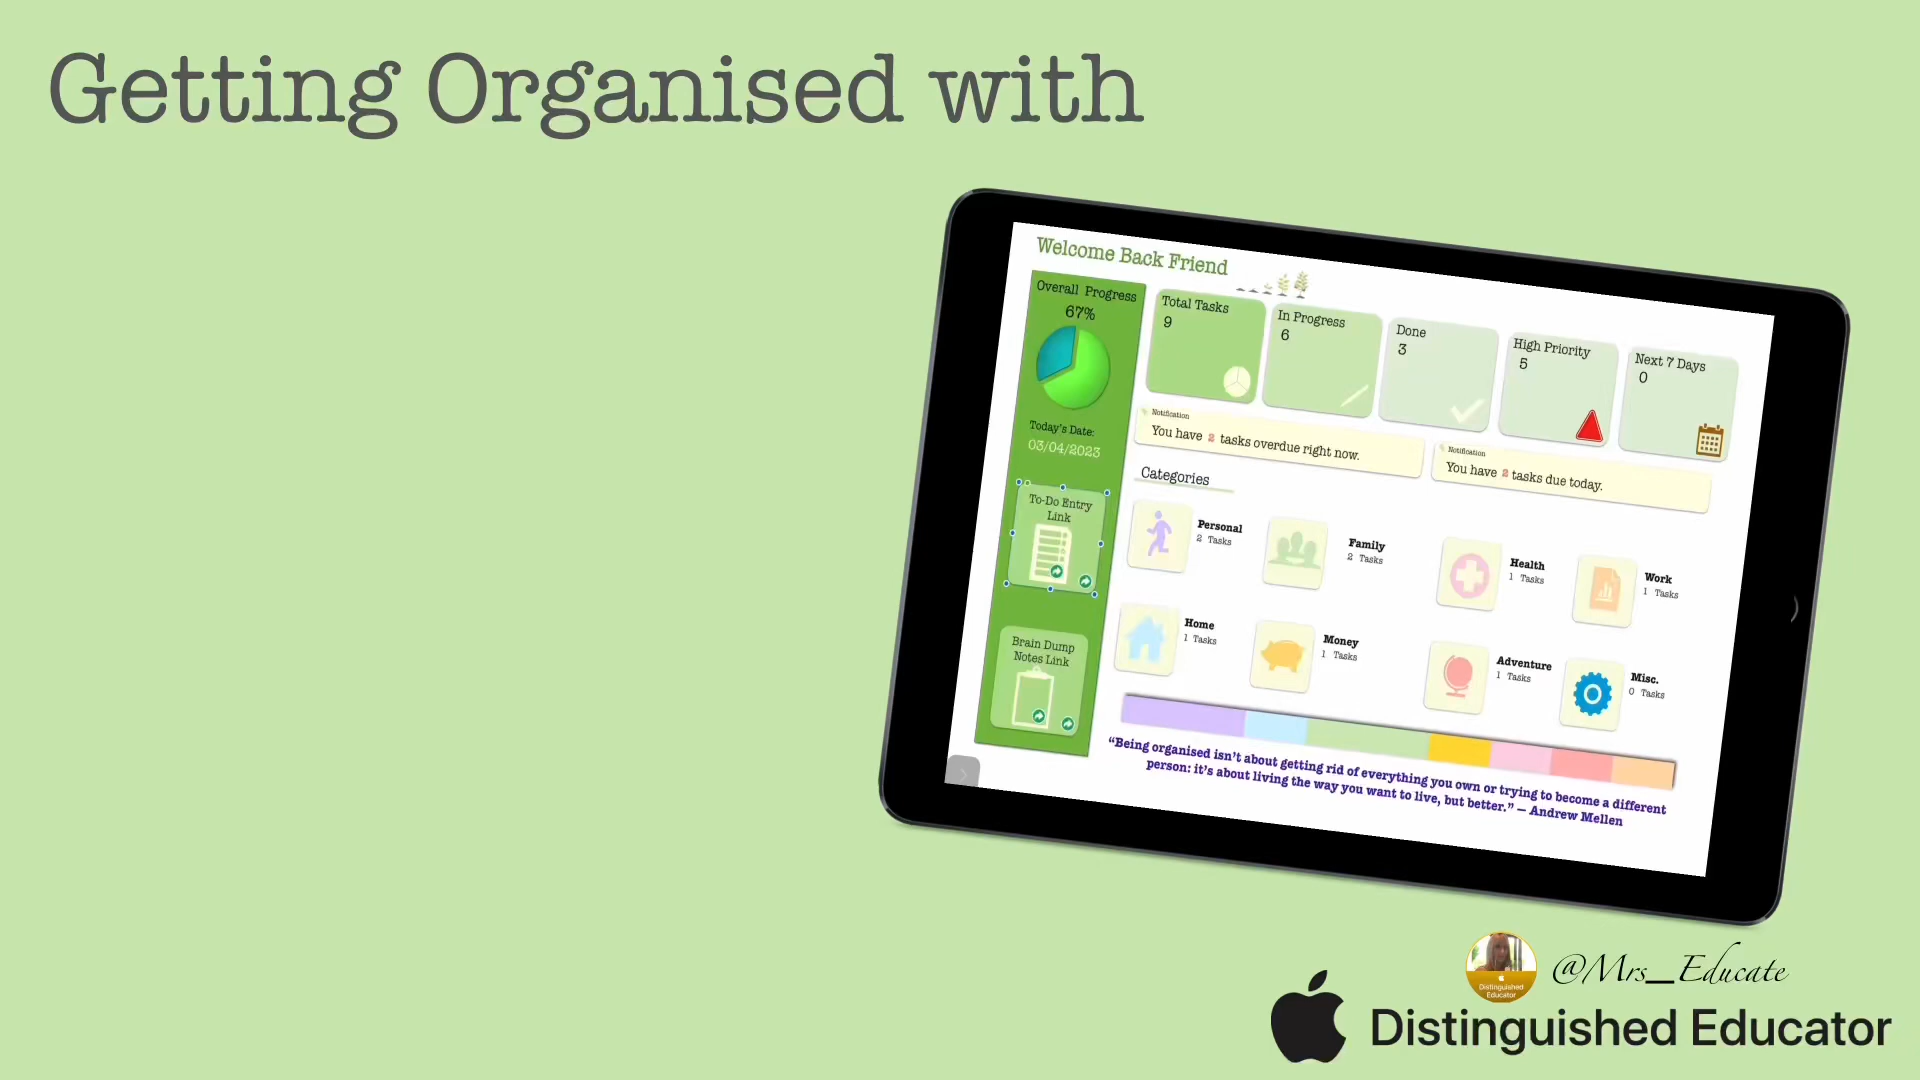 Getting Organised with
Welcome Back Friend
Overall Progress
67%
Today's Date:
03/04/2023
To-Do Entry
Link
Brain Dump
Notes Link
Total Tasks
9
In Progress
6
Done
3
High Priority
5
Next 7 Days
0
Notification
You have 2 tasks overdue right now.
Notification
You have 2 tasks due today.
Categories
Personal
2 Tasks
Family
2 Tasks
Health
1 Tasks
Work
1 Tasks
Home
1 Tasks
Money
1 Tasks
Adventure
1 Tasks
Misc.
0 Tasks
“Being organised isn’t about getting rid of everything you own or trying to become a different
person: it’s about living the way you want to live, but better.” — Andrew Mellen
Distinguished
Educator
@Mrs_Educate
Distinguished Educator